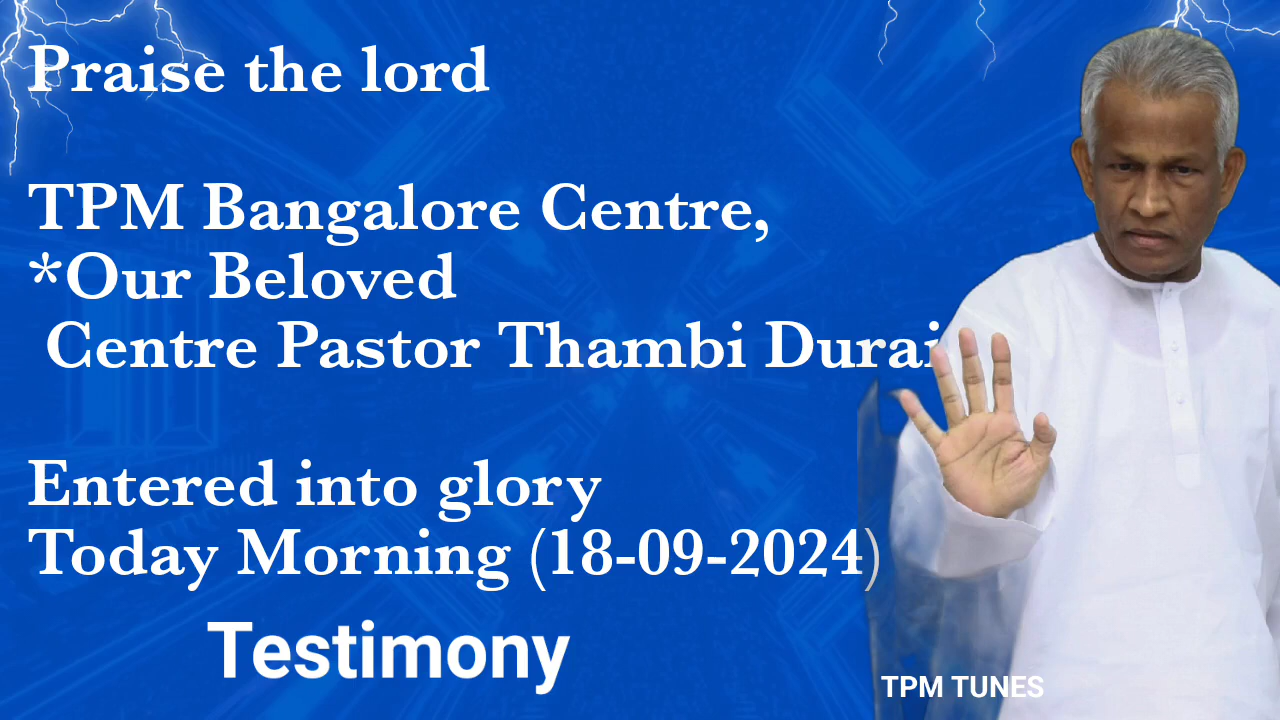 Praise the lord
TPM Bangalore Centre,
*Our Beloved
Centre Pastor Thambi Durai
Entered into glory
Today Morning (18-09-2024)
Testimony
TPM TUNES